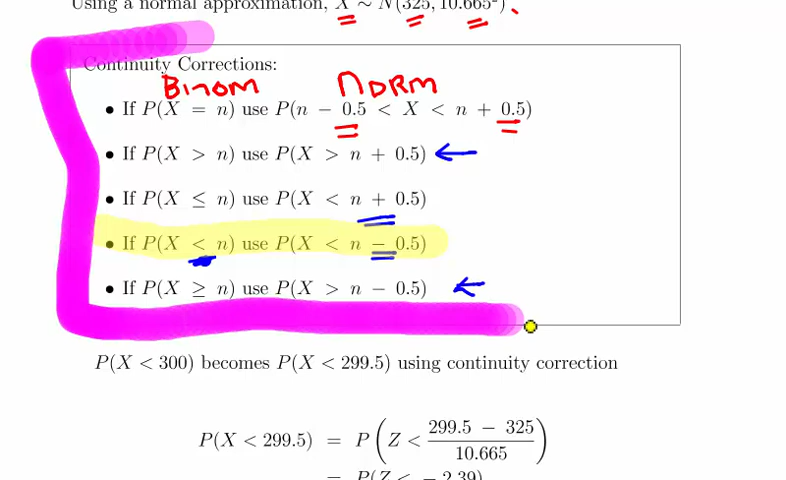 Using a normal approximation, X ∼ N(325, 10.665²).
Continuity Corrections:
Binom NORM
• If P(X = n) use P(n − 0.5 < X < n + 0.5)
• If P(X > n) use P(X > n + 0.5)
• If P(X ≤ n) use P(X < n + 0.5)
• If P(X < n) use P(X < n − 0.5)
• If P(X ≥ n) use P(X > n − 0.5)
P(X < 300) becomes P(X < 299.5) using continuity correction
P(X < 299.5) = P(Z < (299.5 − 325)/10.665)
= P(Z < − 2.39)